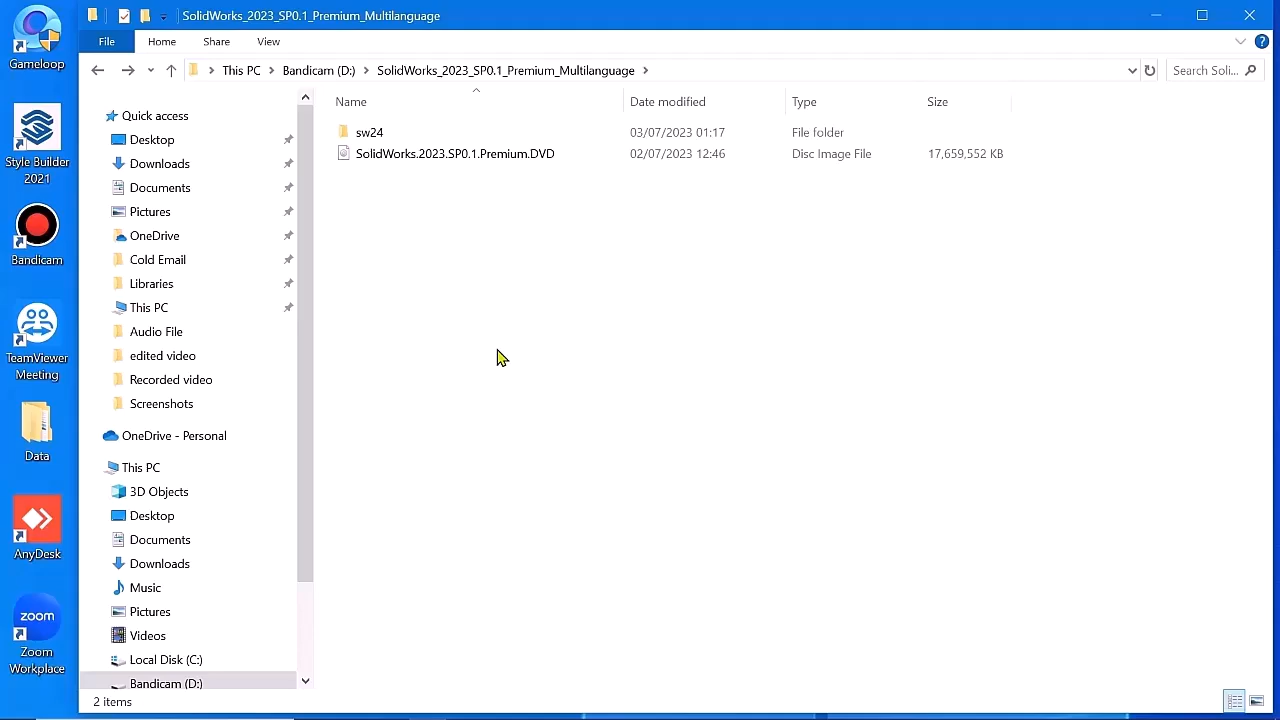 SolidWorks_2023_SP0.1_Premium_Multilanguage
File Home Share View
This PC Bandicam (D:) SolidWorks_2023_SP0.1_Premium_Multilanguage Search Soli...
Name Date modified Type Size
sw24 03/07/2023 01:17 File folder
SolidWorks.2023.SP0.1.Premium.DVD 02/07/2023 12:46 Disc Image File 17,659,552 KB
Quick access
Desktop
Downloads
Documents
Pictures
OneDrive
Cold Email
Libraries
This PC
Audio File
edited video
Recorded video
Screenshots
OneDrive - Personal
This PC
3D Objects
Desktop
Documents
Downloads
Music
Pictures
Videos
Local Disk (C:)
Bandicam (D:)
2 items
Gameloop
Style Builder
2021
Bandicam
TeamViewer
Meeting
Data
AnyDesk
zoom
Zoom
Workplace